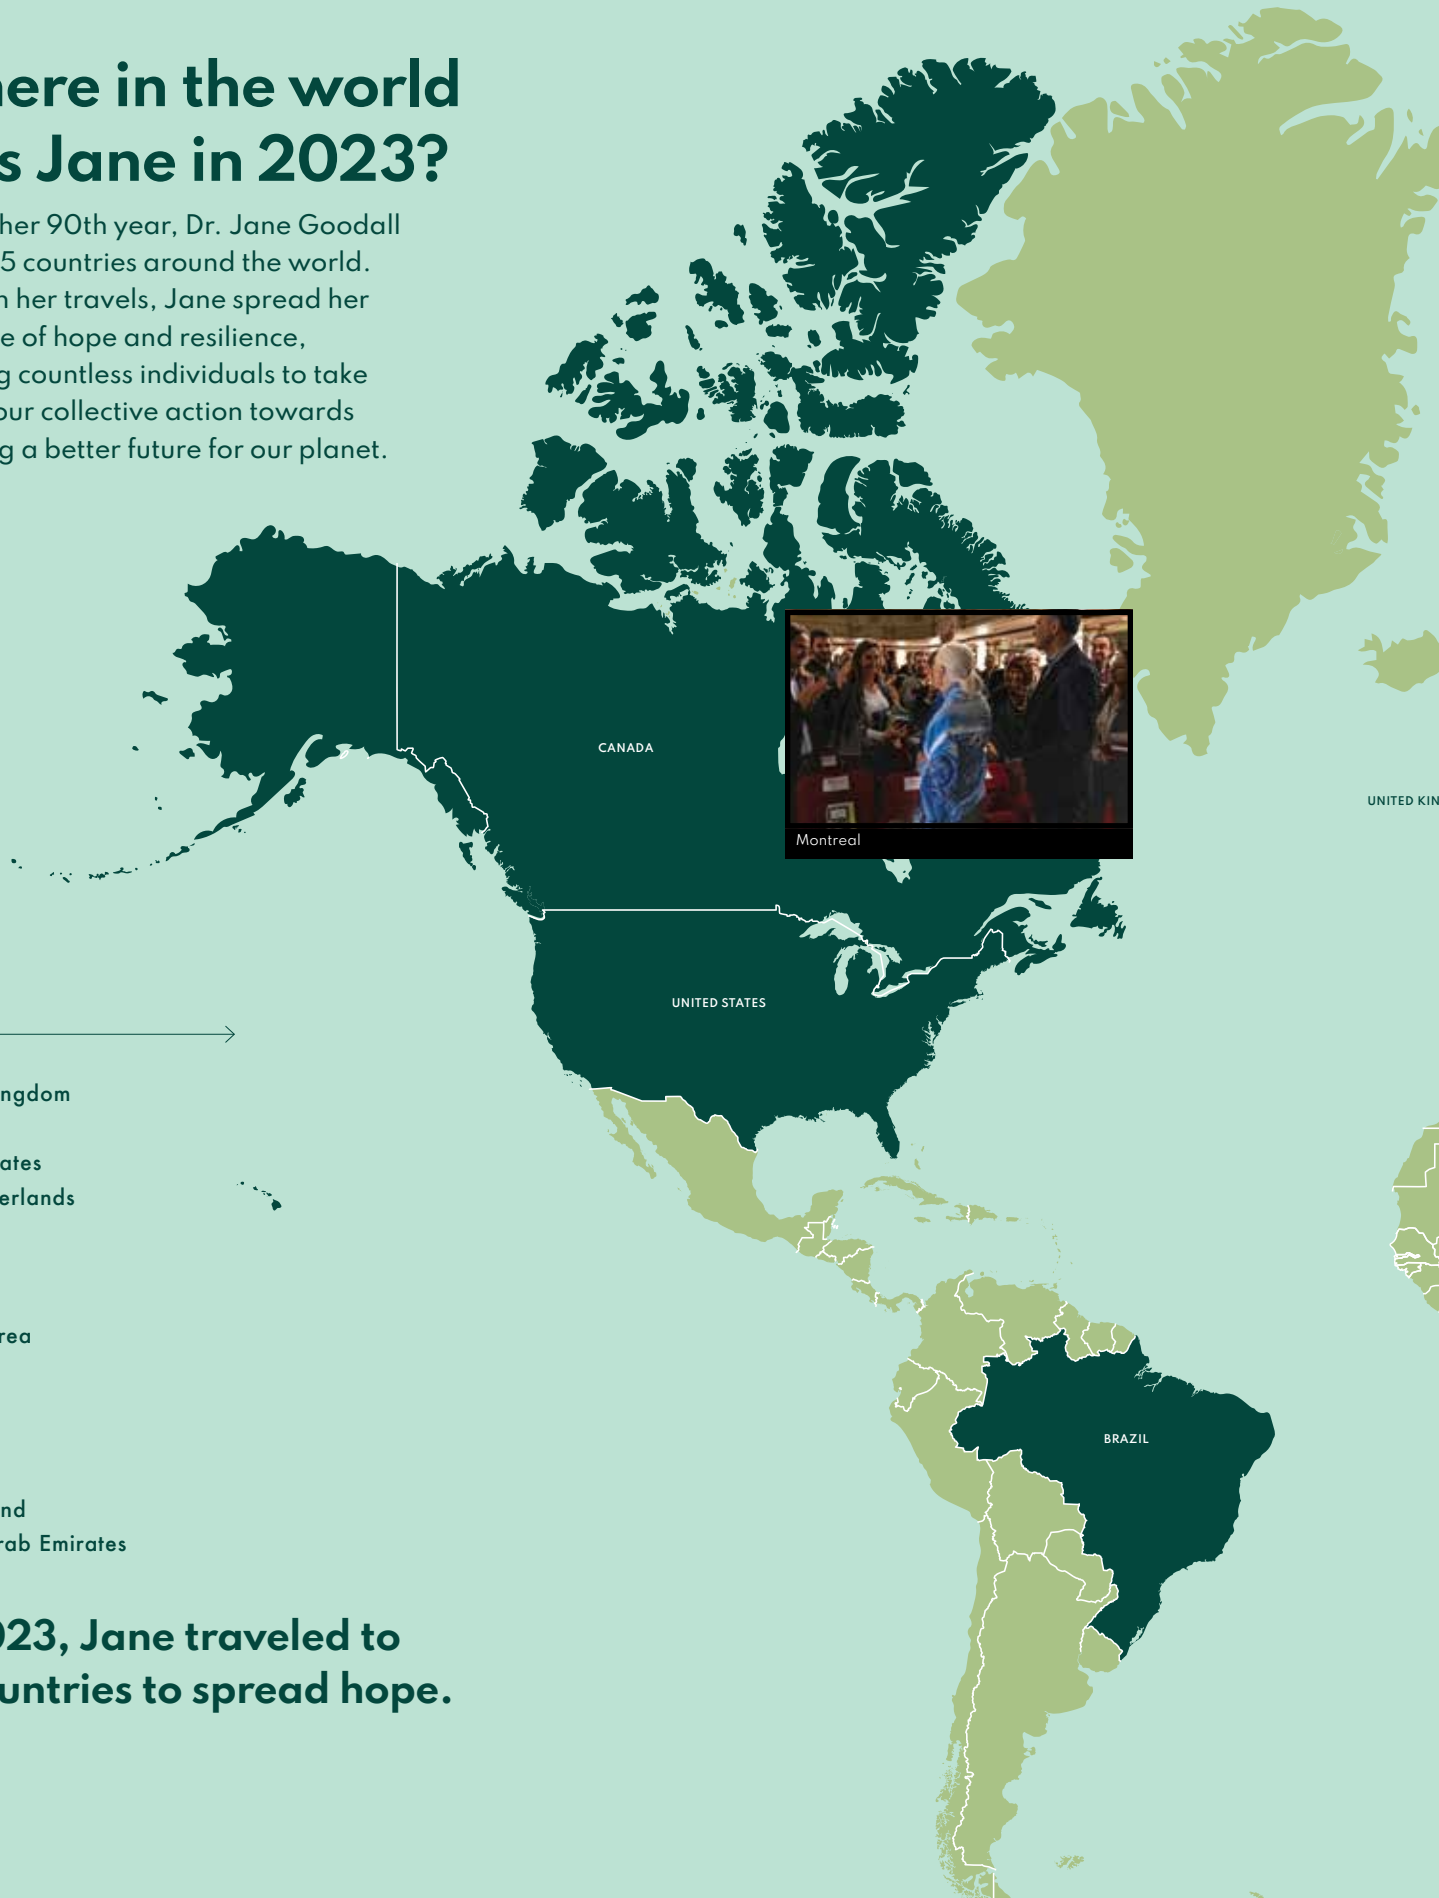 here in the world
s Jane in 2023?
her 90th year, Dr. Jane Goodall
5 countries around the world.
h her travels, Jane spread her
e of hope and resilience,
g countless individuals to take
our collective action towards
g a better future for our planet.
CANADA
Montreal
UNITED KIN
UNITED STATES
ngdom
ates
erlands
rea
BRAZIL
nd
rab Emirates
023, Jane traveled to
untries to spread hope.